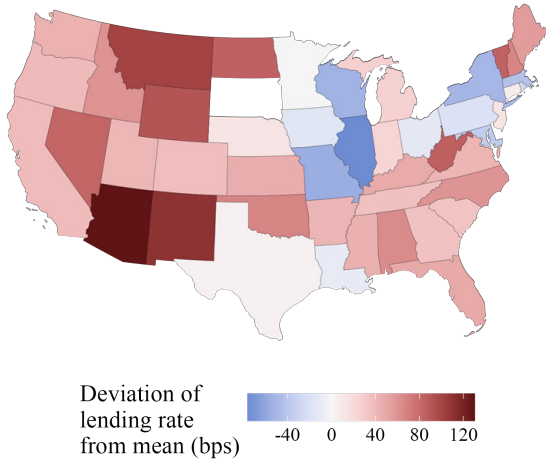 Deviation of
lending rate
from mean (bps)
-40 0 40 80 120